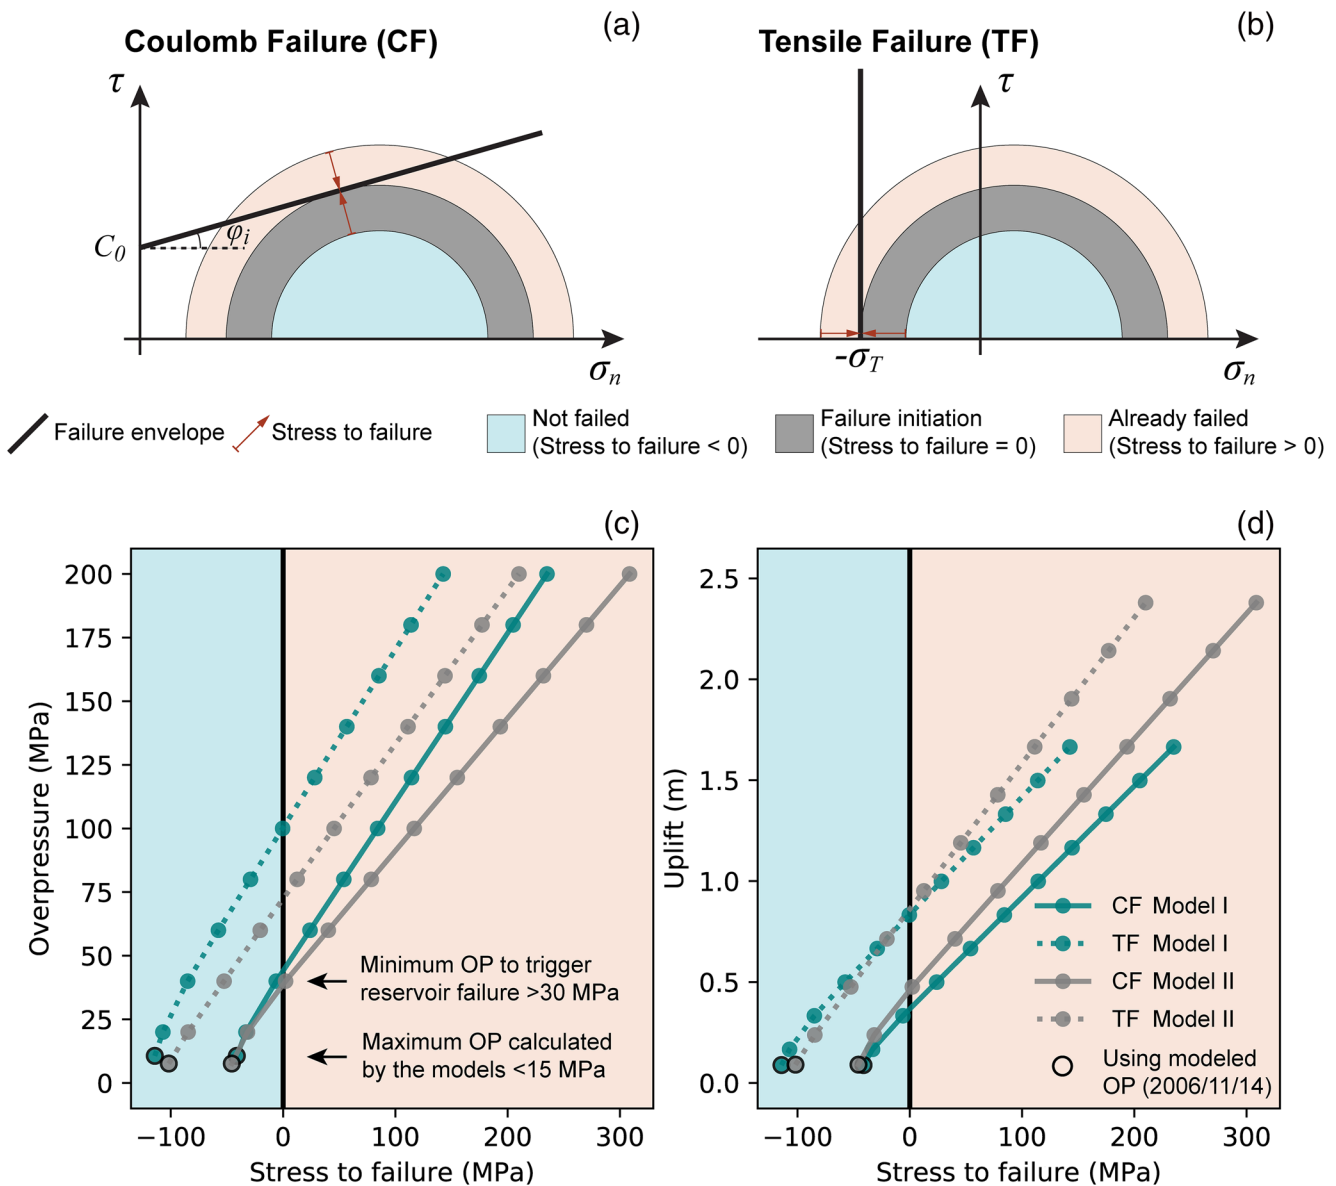 (a)
Coulomb Failure (CF)
τ
C0
φi
σn
(b)
Tensile Failure (TF)
τ
-σT
σn
Failure envelope
Stress to failure
Not failed
(Stress to failure < 0)
Failure initiation
(Stress to failure = 0)
Already failed
(Stress to failure > 0)
(c)
Overpressure (MPa)
200
175
150
125
100
75
50
25
0
Minimum OP to trigger
reservoir failure >30 MPa
Maximum OP calculated
by the models <15 MPa
−100 0 100 200 300
Stress to failure (MPa)
(d)
Uplift (m)
2.5
2.0
1.5
1.0
0.5
0.0
CF Model I
TF Model I
CF Model II
TF Model II
Using modeled
OP (2006/11/14)
−100 0 100 200 300
Stress to failure (MPa)